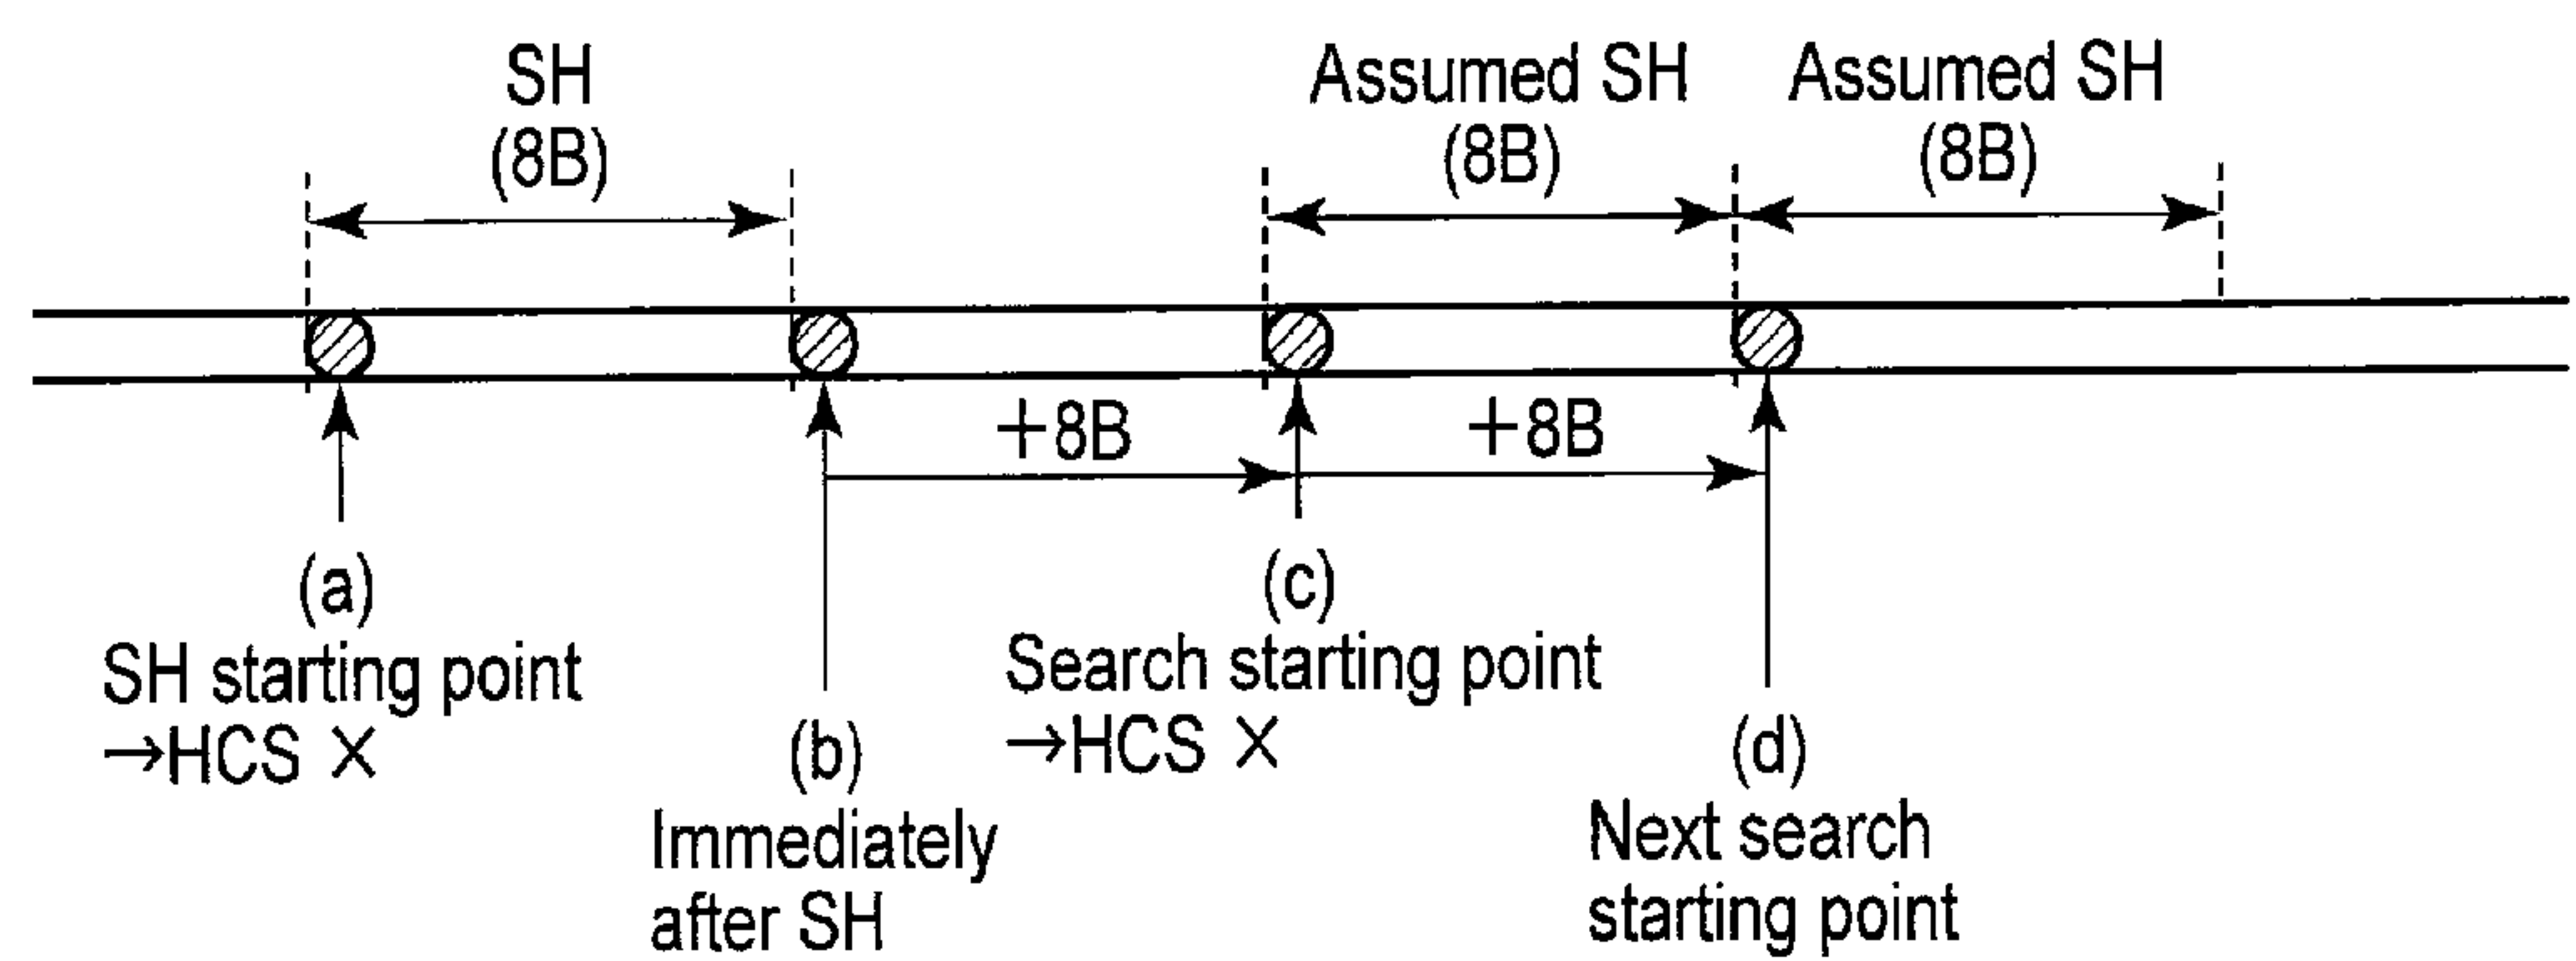 SH
(8B)
Assumed SH
(8B)
Assumed SH
(8B)
+8B
+8B
(a)
SH starting point
→HCS ×
(b)
Immediately
after SH
(c)
Search starting point
→HCS ×
(d)
Next search
starting point